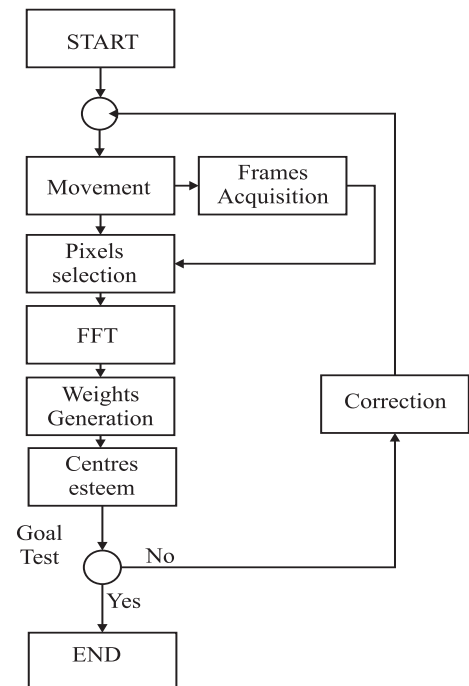 START
Movement
Frames
Acquisition
Pixels
selection
FFT
Weights
Generation
Correction
Centres
esteem
Goal
Test
No
Yes
END